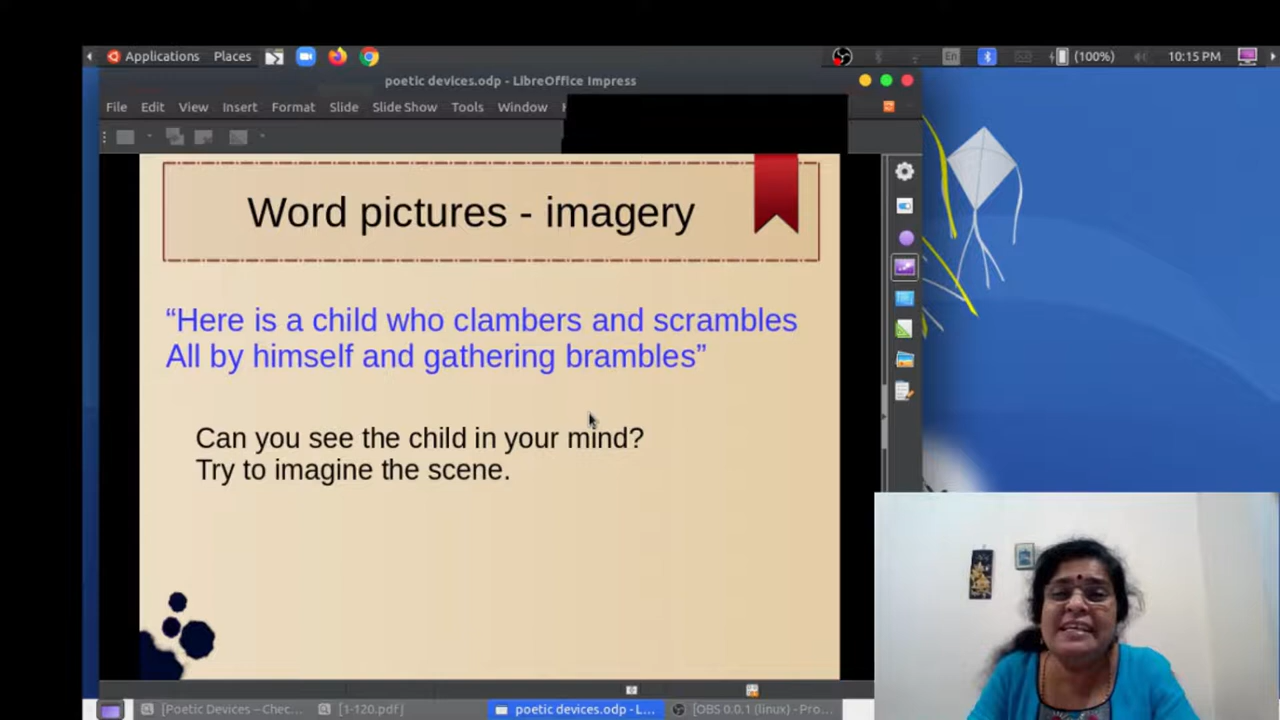 Applications Places En (100%) 10:15 PM
poetic devices.odp - LibreOffice Impress
File Edit View Insert Format Slide Slide Show Tools Window
Word pictures - imagery
“Here is a child who clambers and scrambles
All by himself and gathering brambles”
Can you see the child in your mind?
Try to imagine the scene.
[Poetic Devices – Chec... [1-120.pdf] poetic devices.odp - L... [OBS 0.0.1 (linux) - Pro...